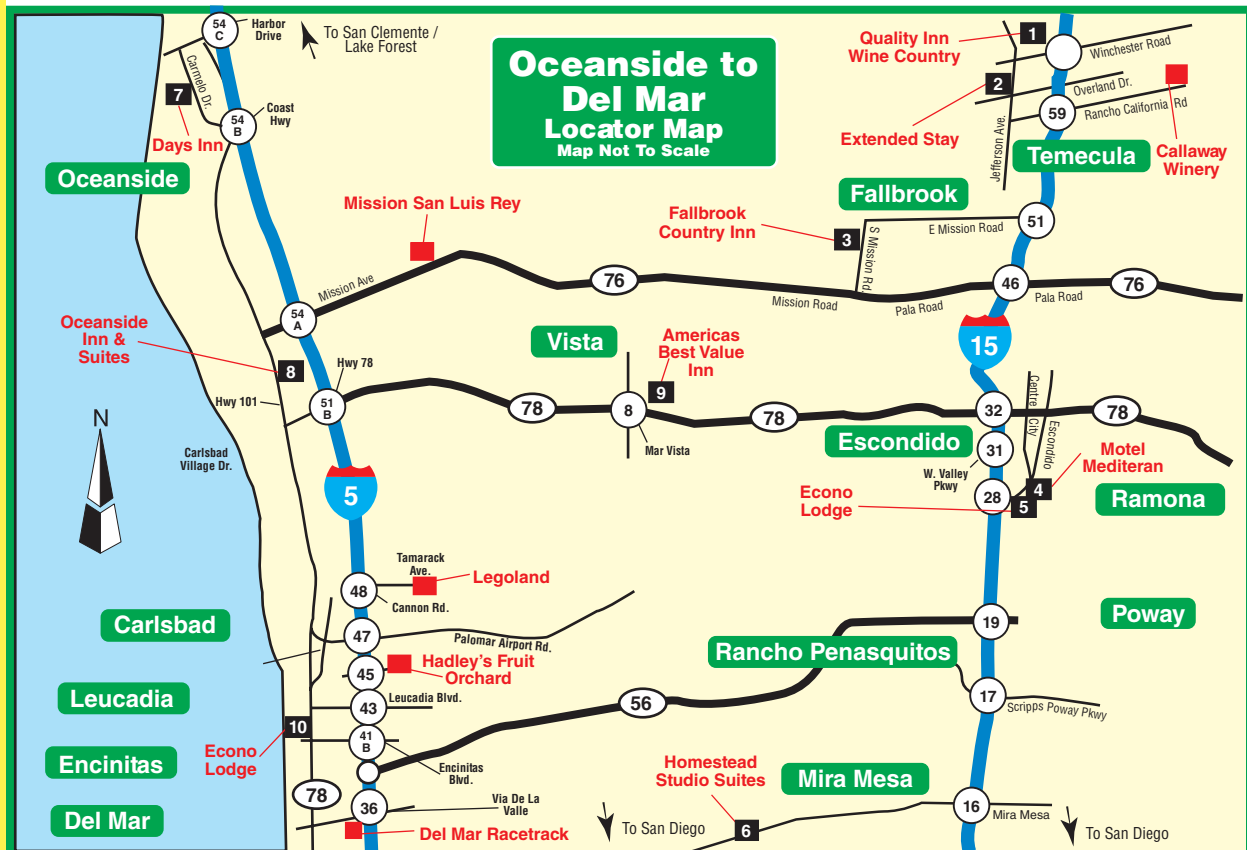 Oceanside to
Del Mar
Locator Map
Map Not To Scale
54
C
Harbor
Drive
To San Clemente /
Lake Forest
Carmelo Dr.
7
Days Inn
54
B
Coast
Hwy
Oceanside
Quality Inn
Wine Country
1
Winchester Road
2
Overland Dr.
Extended Stay
59
Rancho California Rd
Jefferson Ave.
Temecula
Callaway
Winery
Mission San Luis Rey
Fallbrook
Fallbrook
Country Inn
3
S Mission Rd.
E Mission Road
51
Mission Ave
76
Mission Road
Pala Road
46
Pala Road
76
54
A
Oceanside
Inn &
Suites
8
Hwy 101
Hwy 78
51
B
Vista
Americas
Best Value
Inn
9
78
8
Mar Vista
78
15
32
78
Centre City
Escondido
Escondido
31
W. Valley
Pkwy
28
Motel
Mediteran
4
5
Econo
Lodge
Ramona
N
Carlsbad
Village Dr.
5
Tamarack
Ave.
Legoland
48
Cannon Rd.
Carlsbad
47
Palomar Airport Rd.
45
Hadley's Fruit
Orchard
Leucadia
43
Leucadia Blvd.
10
Econo
Lodge
41
B
Encinitas
Blvd.
Encinitas
78
36
Via De La
Valle
Del Mar
Del Mar Racetrack
56
Rancho Penasquitos
19
Poway
17
Scripps Poway Pkwy
Homestead
Studio Suites
Mira Mesa
16
Mira Mesa
To San Diego
6
To San Diego